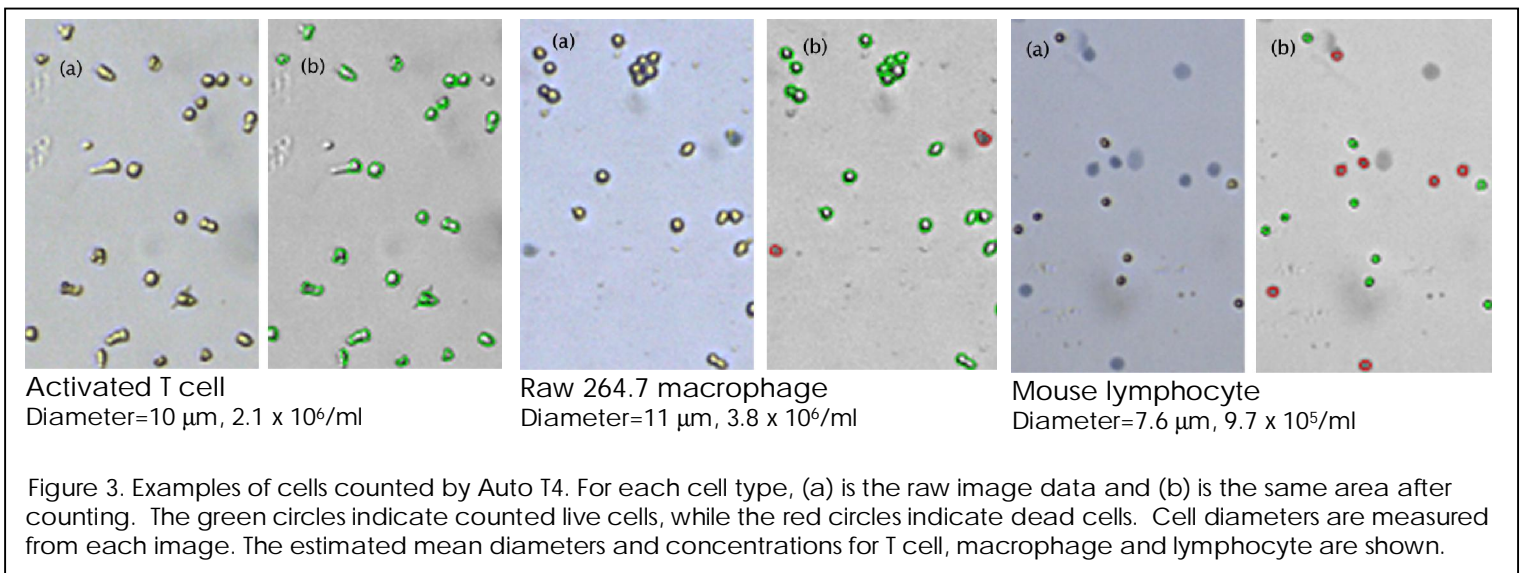 (a) (b) (a) (b) (a) (b)
Activated T cell
Diameter=10 µm, 2.1 x 10⁶/ml
Raw 264.7 macrophage
Diameter=11 µm, 3.8 x 10⁶/ml
Mouse lymphocyte
Diameter=7.6 µm, 9.7 x 10⁵/ml
Figure 3. Examples of cells counted by Auto T4. For each cell type, (a) is the raw image data and (b) is the same area after
counting. The green circles indicate counted live cells, while the red circles indicate dead cells. Cell diameters are measured
from each image. The estimated mean diameters and concentrations for T cell, macrophage and lymphocyte are shown.